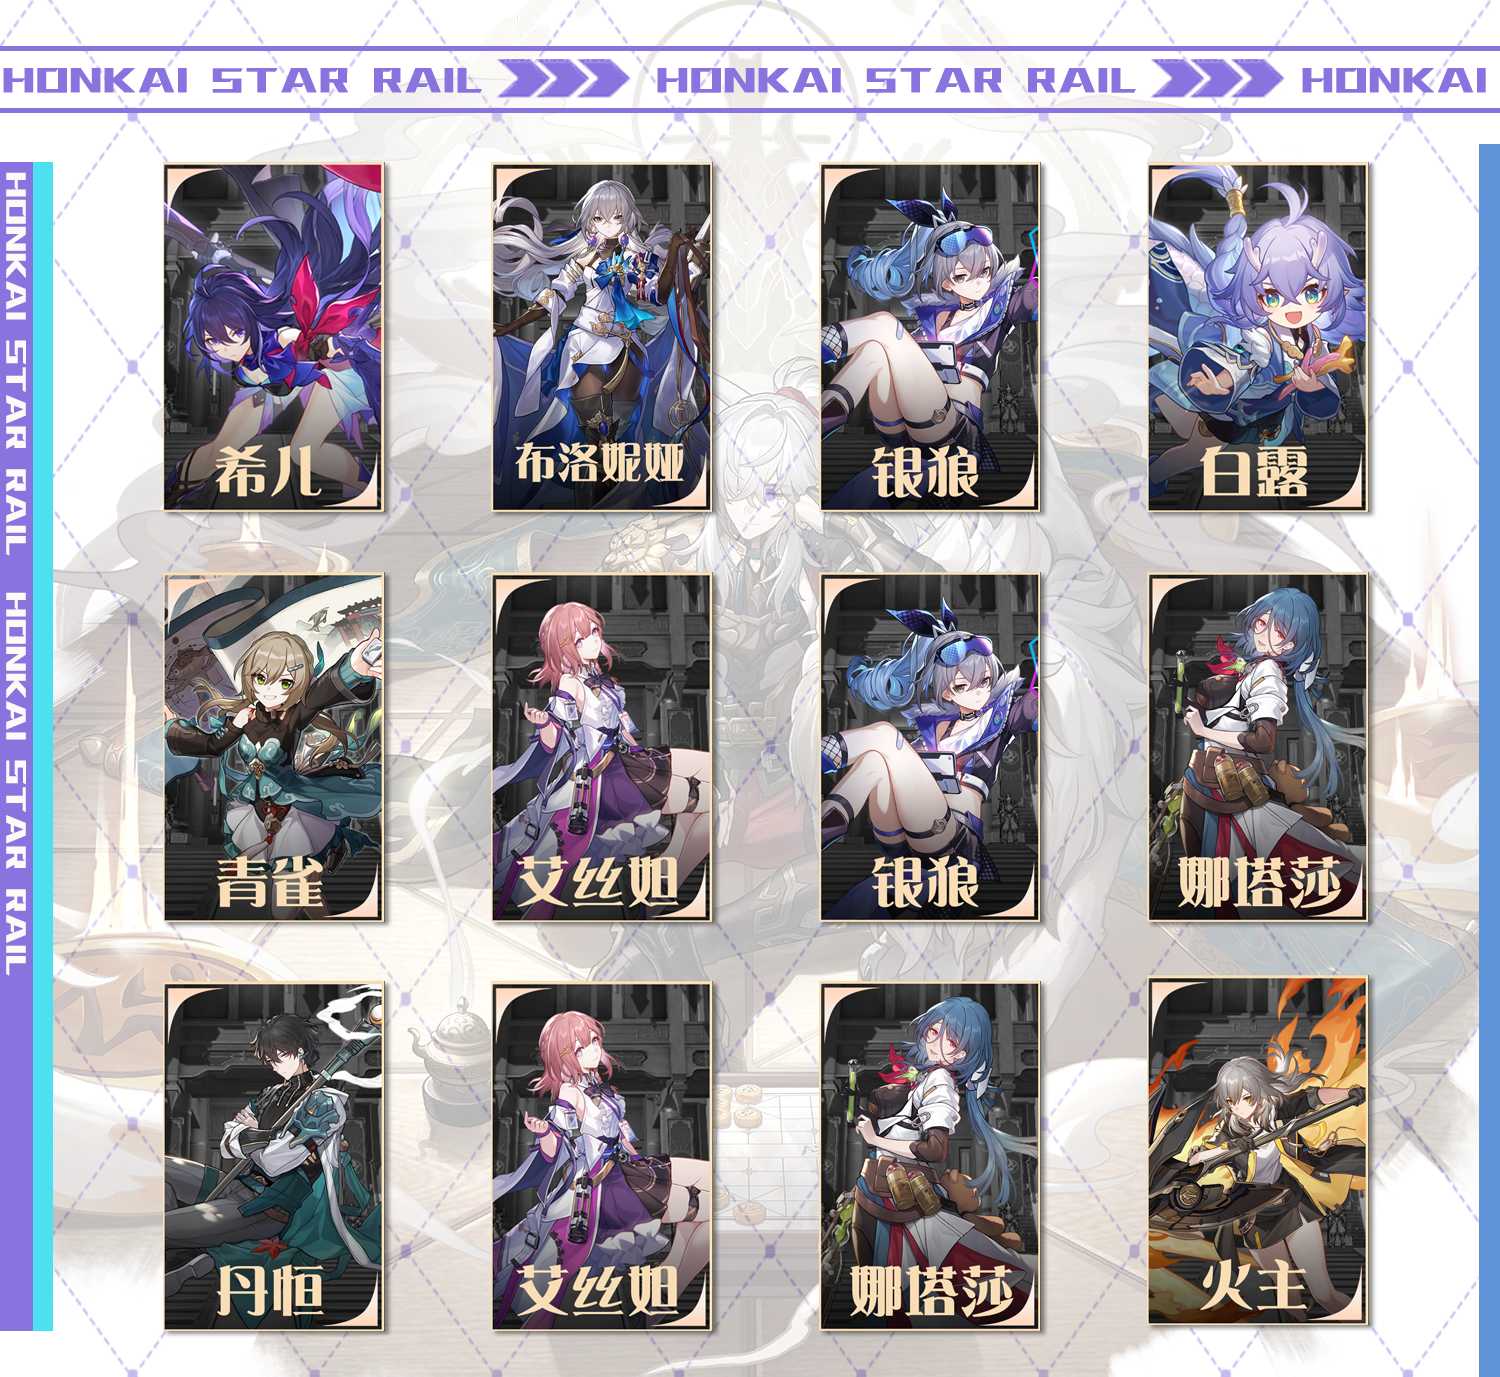 HONKAI STAR RAIL HONKAI STAR RAIL HONKAI
HONKAI STAR RAIL HONKAI STAR RAIL
希儿
布洛妮娅
银狼
白露
青雀
艾丝妲
银狼
娜塔莎
丹恒
艾丝妲
娜塔莎
火主